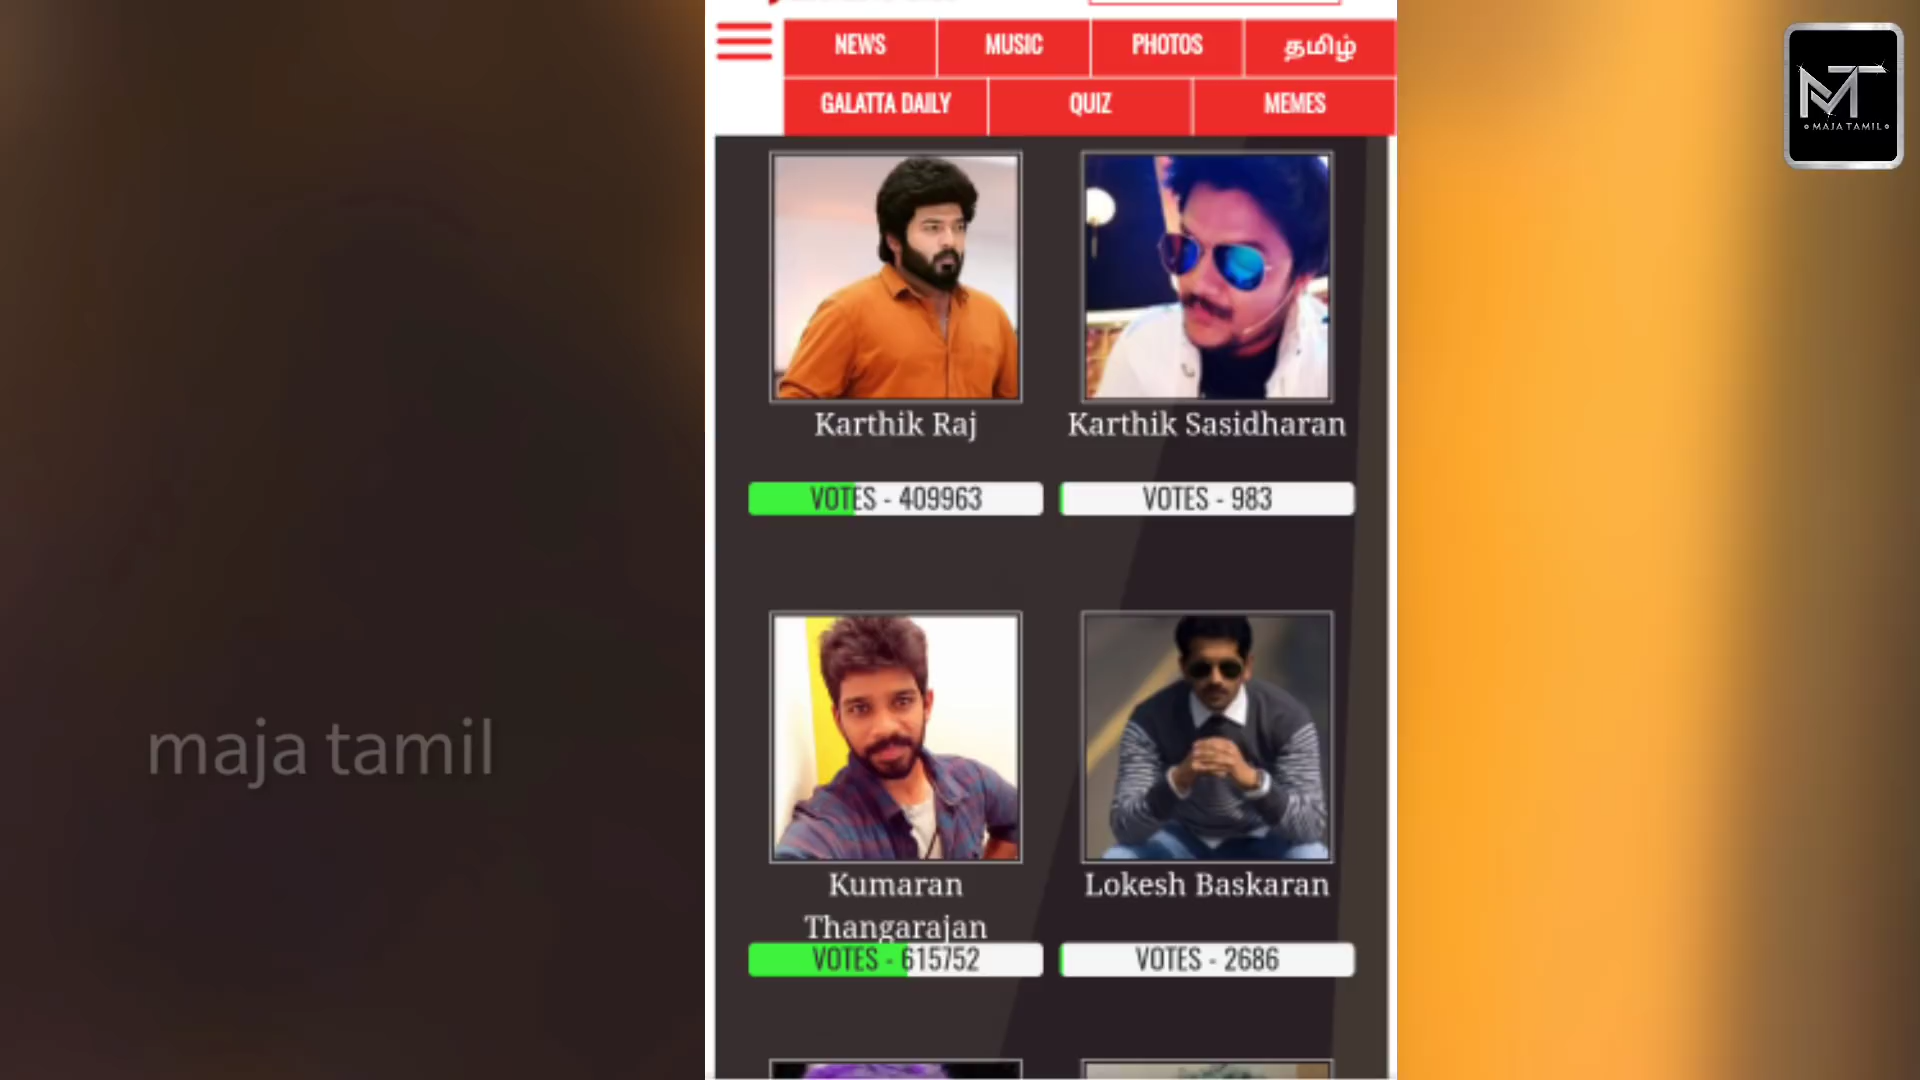 NEWS
MUSIC
PHOTOS
தமிழ்
GALATTA DAILY
QUIZ
MEMES
MT
MAJA TAMIL
Karthik Raj
Karthik Sasidharan
VOTES - 409963
VOTES - 983
maja tamil
Kumaran
Thangarajan
Lokesh Baskaran
VOTES - 615752
VOTES - 2686